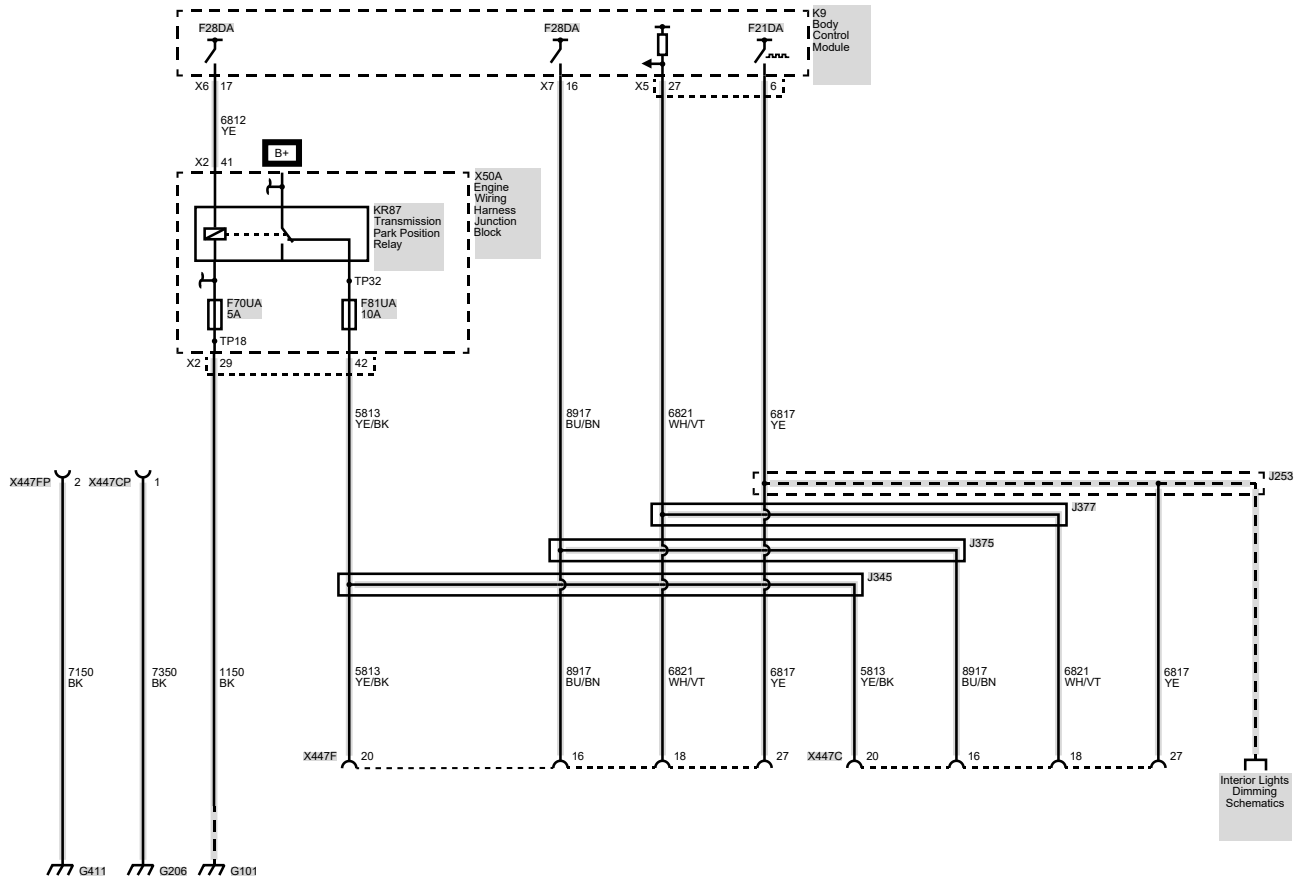 F28DA
F28DA
F21DA
K9
Body
Control
Module
X6 17
X7 16
X5 27
6
6812
YE
B+
X2 41
X50A
Engine
Wiring
Harness
Junction
Block
KR87
Transmission
Park Position
Relay
TP32
F70UA
5A
F81UA
10A
TP18
X2 29
42
5813
YE/BK
8917
BU/BN
6821
WH/VT
6817
YE
X447FP 2
X447CP 1
J253
J377
J375
J345
7150
BK
7350
BK
1150
BK
5813
YE/BK
8917
BU/BN
6821
WH/VT
6817
YE
5813
YE/BK
8917
BU/BN
6821
WH/VT
6817
YE
X447F 20
16
18
27
X447C 20
16
18
27
Interior Lights
Dimming
Schematics
G411
G206
G101